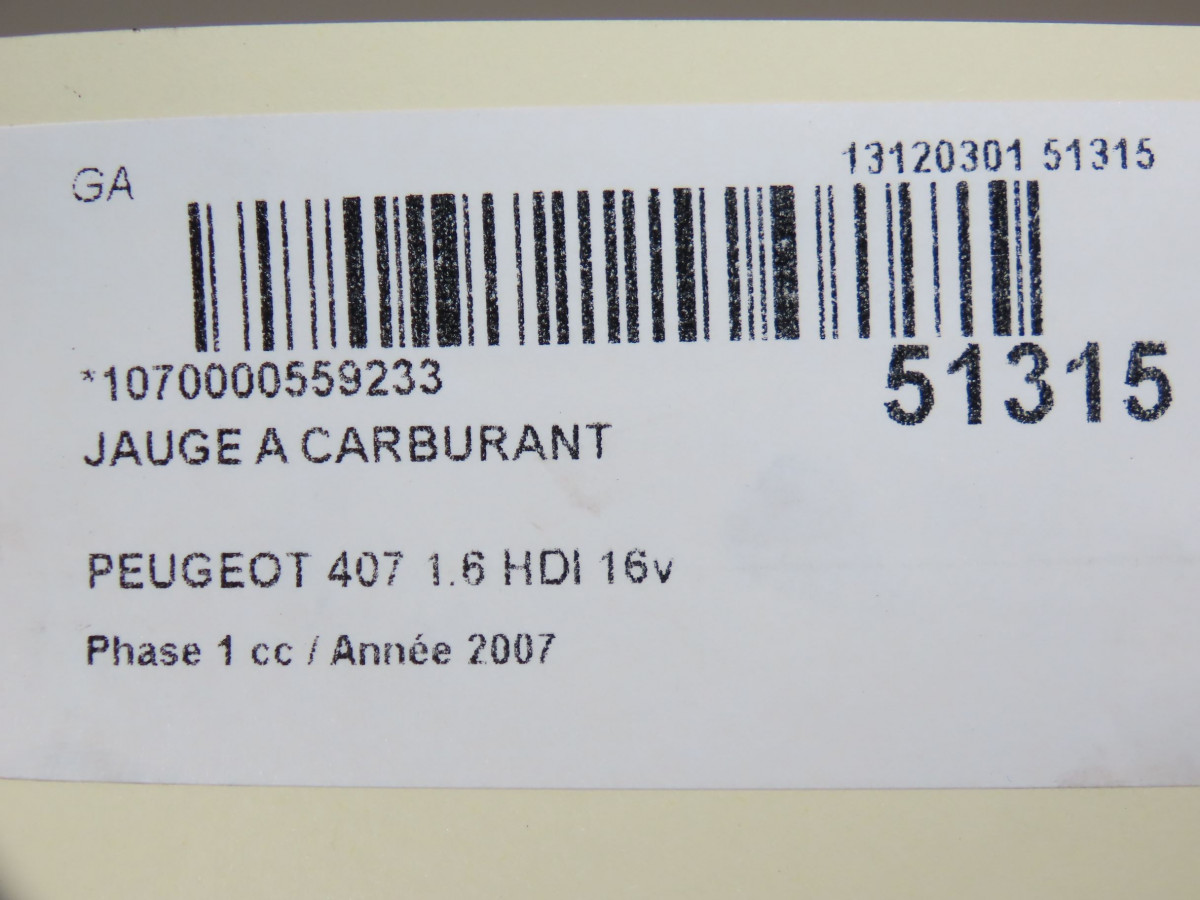 GA
13120301 51315
*1070000559233
51315
JAUGE A CARBURANT
PEUGEOT 407 1.6 HDI 16v
Phase 1 cc / Année 2007